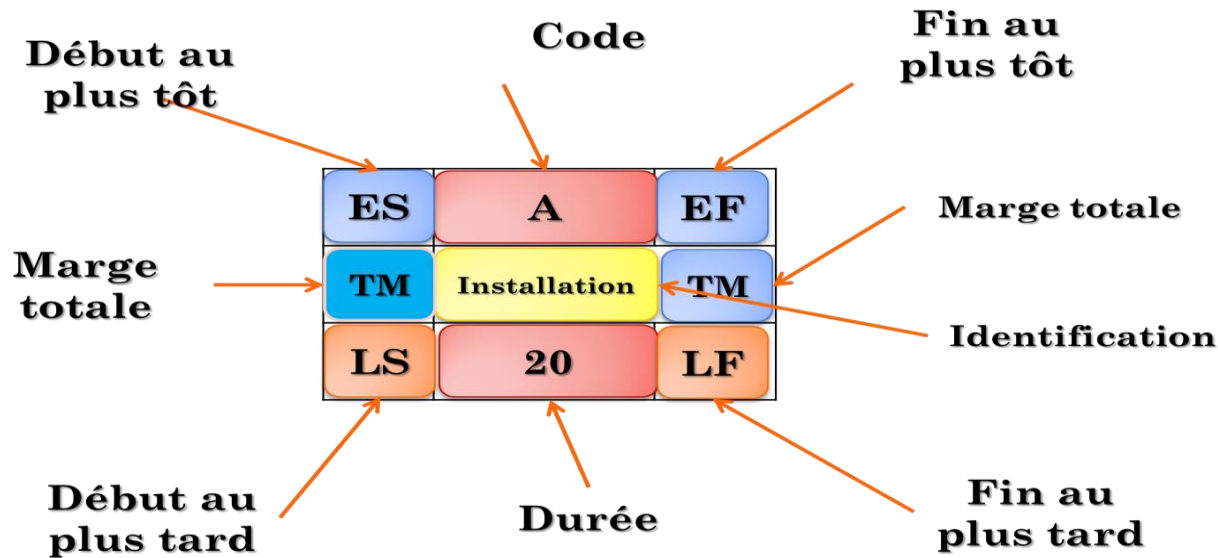 Code
Fin au
plus tôt
Début au
plus tôt
ES
A
EF
Marge totale
Marge
totale
TM
Installation
TM
Identification
LS
20
LF
Début au
plus tard
Durée
Fin au
plus tard